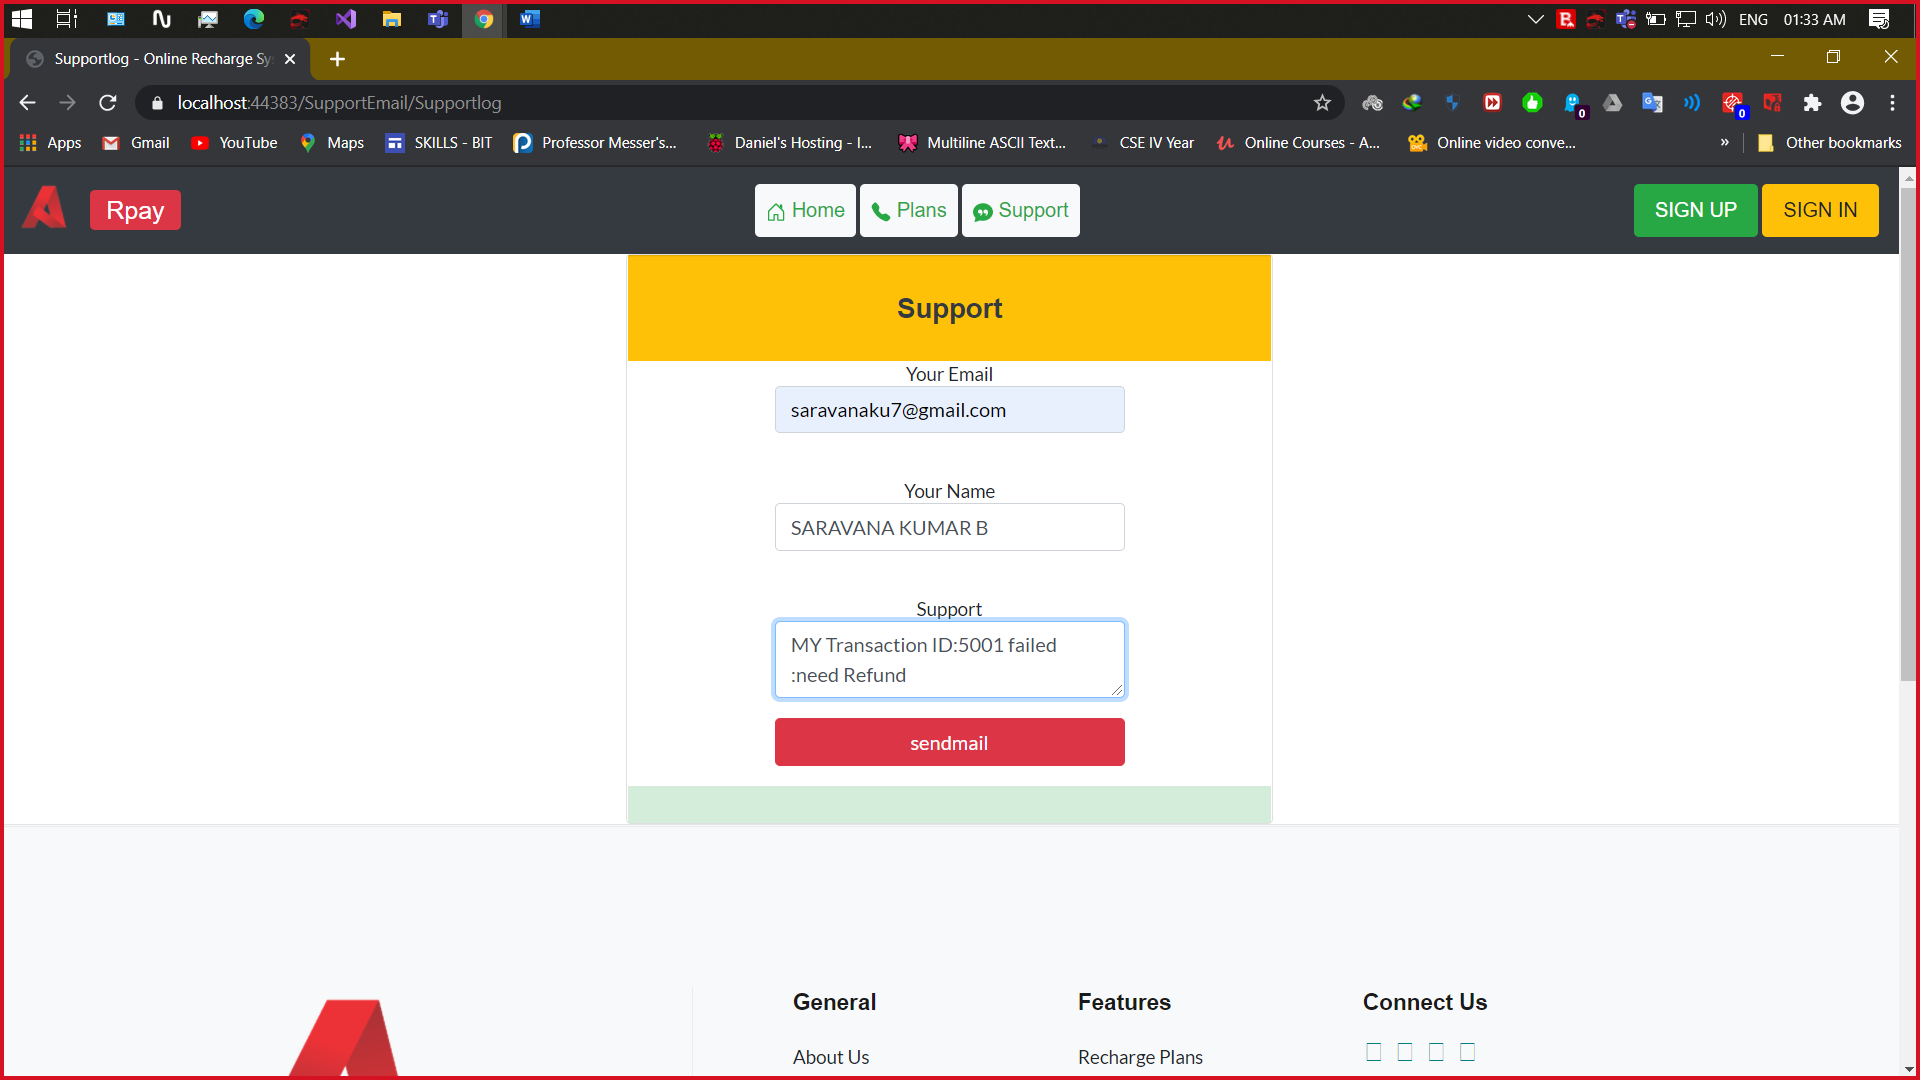 ENG 01:33 AM
Supportlog - Online Recharge Sy
localhost:44383/SupportEmail/Supportlog
0
0
Apps Gmail YouTube Maps SKILLS - BIT Professor Messer's... Daniel's Hosting - I... Multiline ASCII Text... CSE IV Year Online Courses - A... Online video conve... » Other bookmarks
Rpay Home Plans Support SIGN UP SIGN IN
Support
Your Email
saravanaku7@gmail.com
Your Name
SARAVANA KUMAR B
Support
MY Transaction ID:5001 failed
:need Refund
sendmail
General Features Connect Us
About Us Recharge Plans